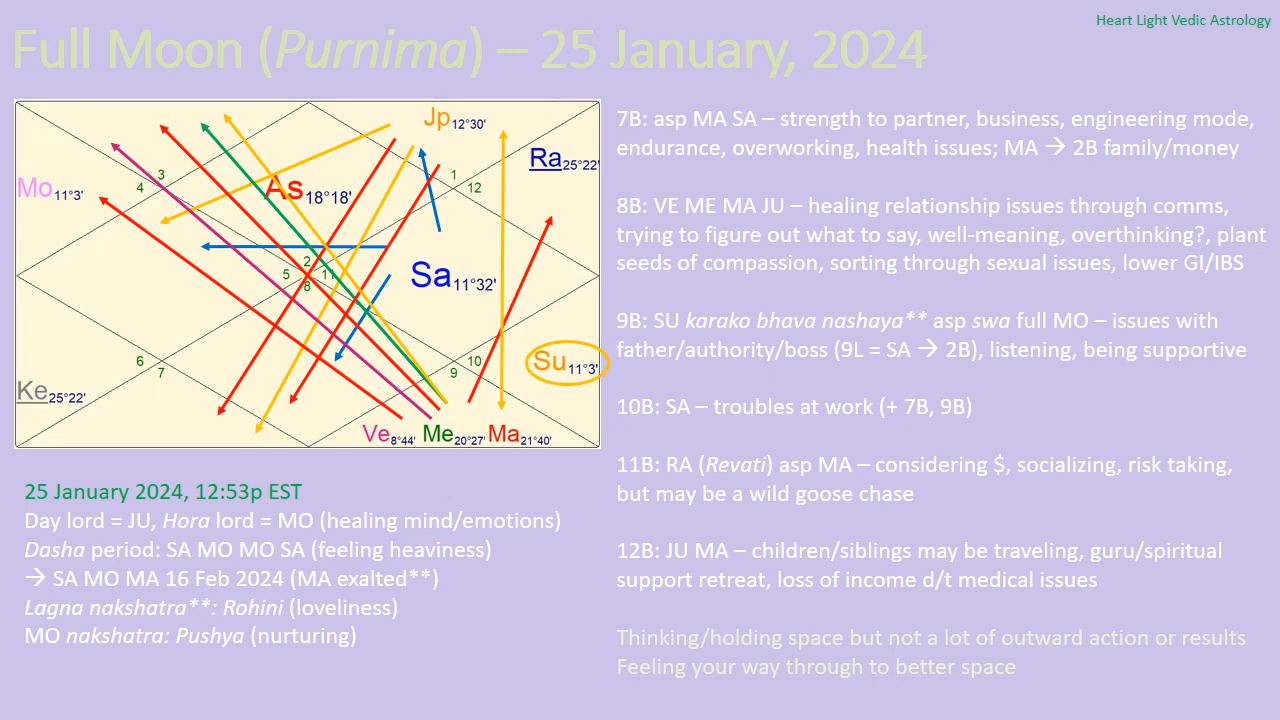 Heart Light Vedic Astrology
Full Moon (Purnima) – 25 January, 2024
Jp12°30'
Ra25°22'
Mo11°3'
As18°18'
3
4
1
12
2
5
11
8
Sa11°32'
6
7
10
9
Su11°3'
Ke25°22'
Ve8°44'
Me20°27'
Ma21°40'
25 January 2024, 12:53p EST
Day lord = JU, Hora lord = MO (healing mind/emotions)
Dasha period: SA MO MO SA (feeling heaviness)
→ SA MO MA 16 Feb 2024 (MA exalted**)
Lagna nakshatra**: Rohini (loveliness)
MO nakshatra: Pushya (nurturing)
7B: asp MA SA – strength to partner, business, engineering mode,
endurance, overworking, health issues; MA → 2B family/money
8B: VE ME MA JU – healing relationship issues through comms,
trying to figure out what to say, well-meaning, overthinking?, plant
seeds of compassion, sorting through sexual issues, lower GI/IBS
9B: SU karako bhava nashaya** asp swa full MO – issues with
father/authority/boss (9L = SA → 2B), listening, being supportive
10B: SA – troubles at work (+ 7B, 9B)
11B: RA (Revati) asp MA – considering $, socializing, risk taking,
but may be a wild goose chase
12B: JU MA – children/siblings may be traveling, guru/spiritual
support retreat, loss of income d/t medical issues
Thinking/holding space but not a lot of outward action or results
Feeling your way through to better space